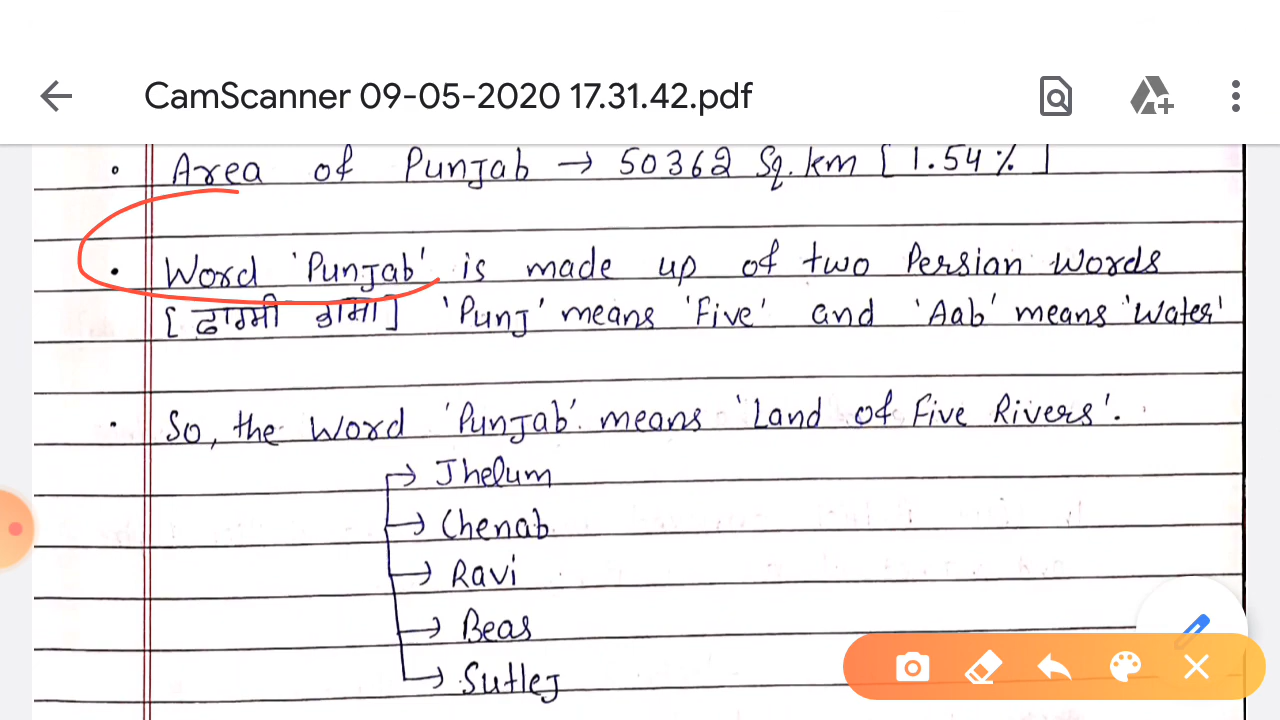 CamScanner 09-05-2020 17.31.42.pdf
• Area of Punjab → 50362 Sq. km [ 1.54 % ]
• Word 'Punjab' is made up of two Persian words
[ ਫਾਰਸੀ ਭਾਸ਼ਾ ] 'Punj' means 'Five' and 'Aab' means 'Water'
• So, the word 'Punjab' means 'Land of Five Rivers'.
→ Jhelum
→ Chenab
→ Ravi
→ Beas
→ Sutlej